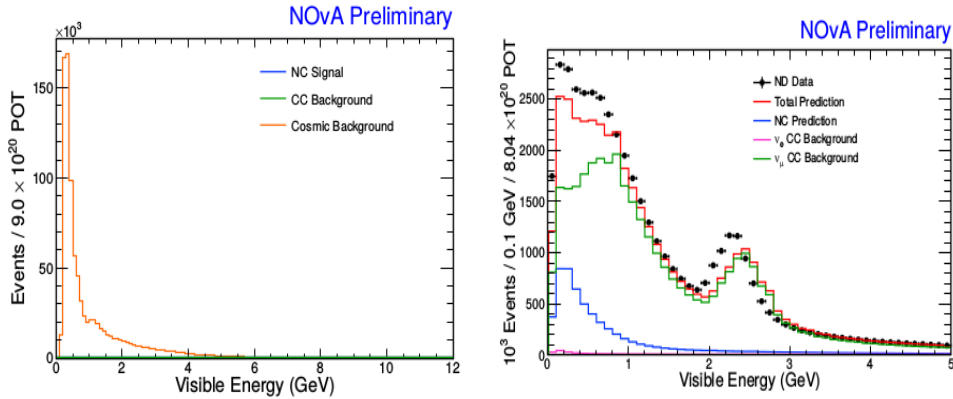 NOvA Preliminary
×10³
150
100
50
0
0 2 4 6 8 10 12
Events / 9.0 × 10²⁰ POT
Visible Energy (GeV)
NC Signal
CC Background
Cosmic Background
NOvA Preliminary
2500
2000
1500
1000
500
0
0 1 2 3 4 5
10³ Events / 0.1 GeV / 8.04 ×10²⁰ POT
Visible Energy (GeV)
ND Data
Total Prediction
NC Prediction
νₑ CC Background
ν_μ CC Background